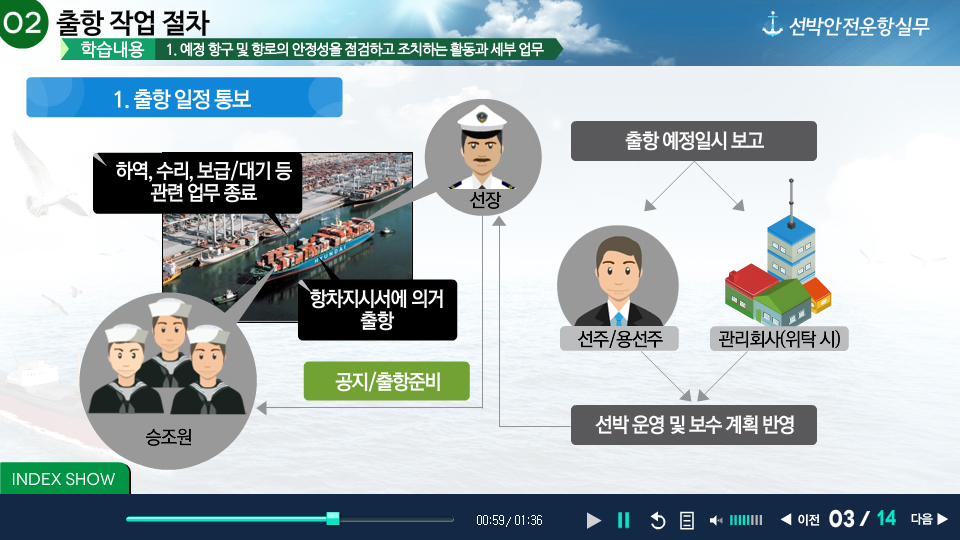 02 출항 작업 절차
선박안전운항실무
학습내용 1. 예정 항구 및 항로의 안정성을 점검하고 조치하는 활동과 세부 업무
1. 출항 일정 통보
하역, 수리, 보급/대기 등
관련 업무 종료
HYUNDAI
항차지시서에 의거
출항
선장
승조원
공지/출항준비
출항 예정일시 보고
선주/용선주
관리회사(위탁 시)
선박 운영 및 보수 계획 반영
INDEX SHOW
00:59 / 01:36
◀ 이전 03 / 14 다음 ▶